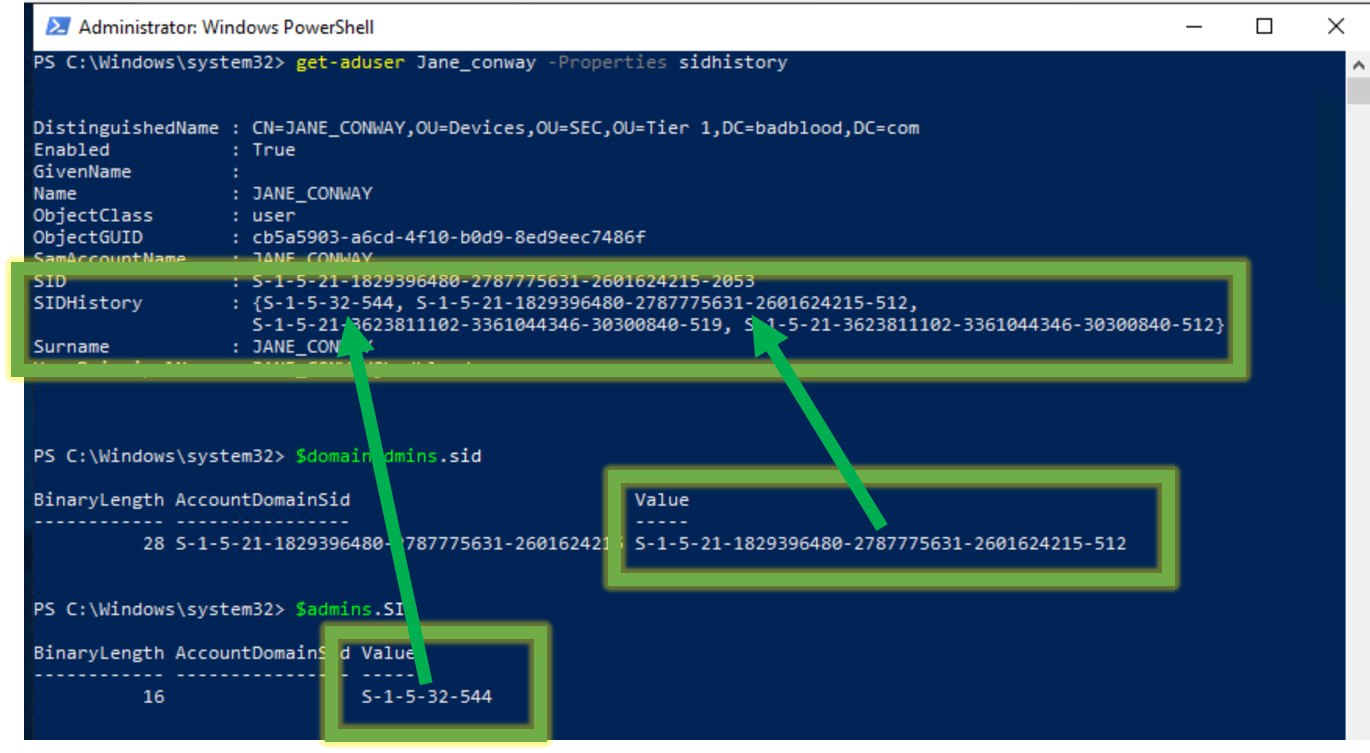 Administrator: Windows PowerShell
PS C:\Windows\system32> get-aduser Jane_conway -Properties sidhistory
DistinguishedName : CN=JANE_CONWAY,OU=Devices,OU=SEC,OU=Tier 1,DC=badblood,DC=com
Enabled : True
GivenName :
Name : JANE_CONWAY
ObjectClass : user
ObjectGUID : cb5a5903-a6cd-4f10-b0d9-8ed9eec7486f
SamAccountName : JANE_CONWAY
SID : S-1-5-21-1829396480-2787775631-2601624215-2053
SIDHistory : {S-1-5-32-544, S-1-5-21-1829396480-2787775631-2601624215-512,
S-1-5-21-3623811102-3361044346-30300840-519, S-1-5-21-3623811102-3361044346-30300840-512}
Surname : JANE_CONWAY
PS C:\Windows\system32> $domainadmins.sid
BinaryLength AccountDomainSid Value
------------ ---------------- -----
28 S-1-5-21-1829396480-2787775631-2601624215 S-1-5-21-1829396480-2787775631-2601624215-512
PS C:\Windows\system32> $admins.SID
BinaryLength AccountDomainSid Value
------------ ---------------- -----
16 S-1-5-32-544